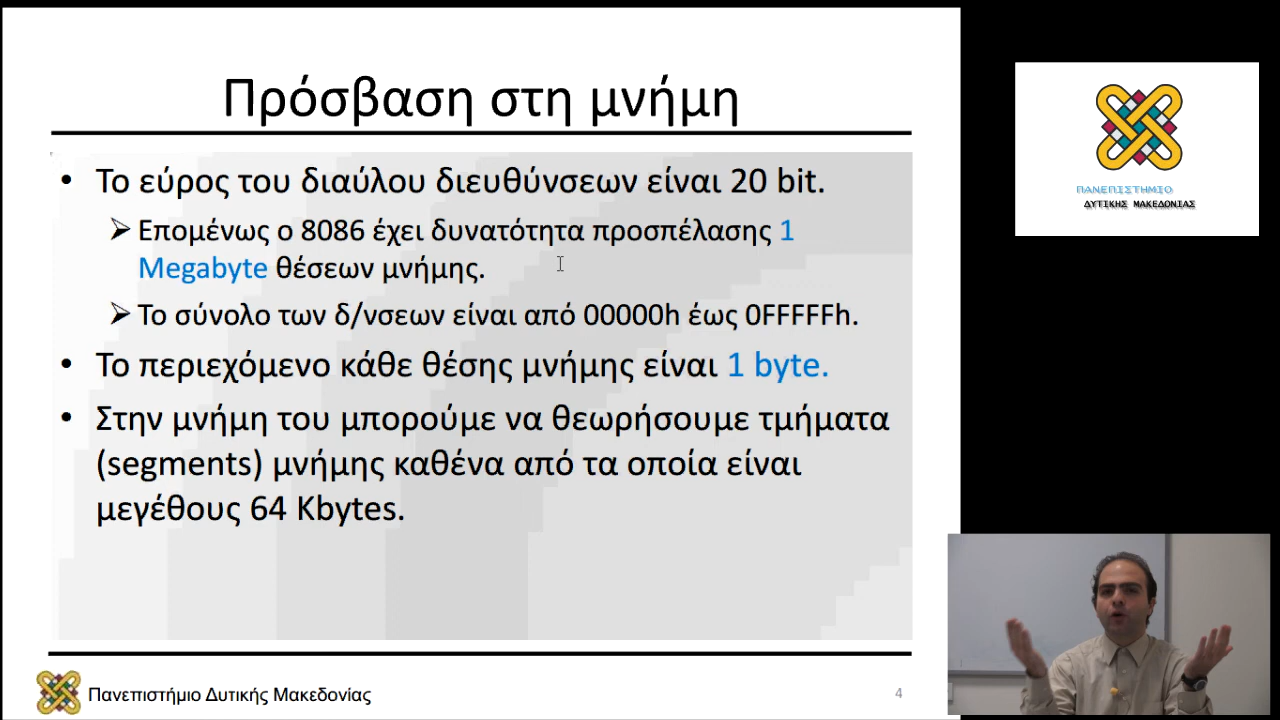 Πρόσβαση στη μνήμη
• Το εύρος του διαύλου διευθύνσεων είναι 20 bit.
➢ Επομένως ο 8086 έχει δυνατότητα προσπέλασης 1
Megabyte θέσεων μνήμης.
➢ Το σύνολο των δ/νσεων είναι από 00000h έως 0FFFFFh.
• Το περιεχόμενο κάθε θέσης μνήμης είναι 1 byte.
• Στην μνήμη του μπορούμε να θεωρήσουμε τμήματα
(segments) μνήμης καθένα από τα οποία είναι
μεγέθους 64 Kbytes.
Πανεπιστήμιο Δυτικής Μακεδονίας
4
ΠΑΝΕΠΙΣΤΗΜΙΟ
ΔΥΤΙΚΗΣ ΜΑΚΕΔΟΝΙΑΣ